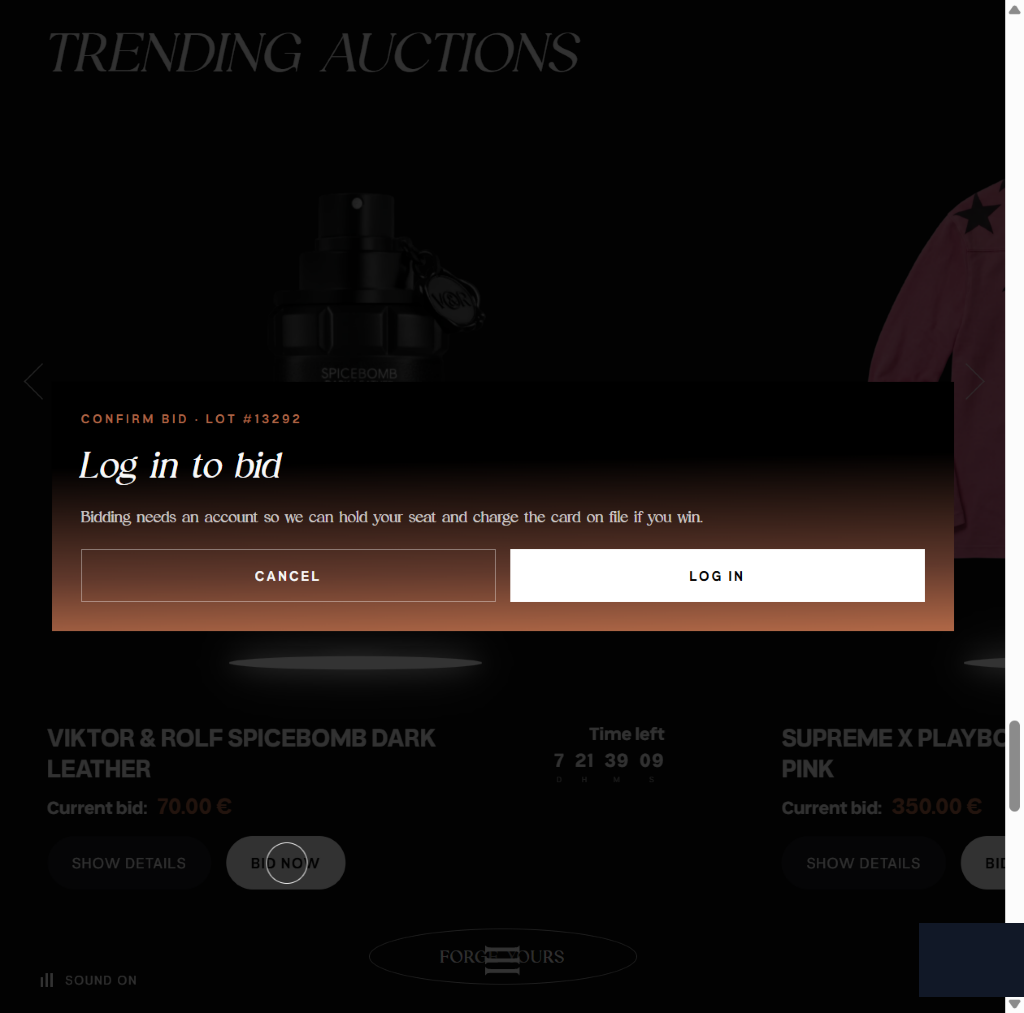 TRENDING AUCTIONS
SPICEBOMB
CONFIRM BID · LOT #13292
Log in to bid
Bidding needs an account so we can hold your seat and charge the card on file if you win.
CANCEL
LOG IN
VIKTOR & ROLF SPICEBOMB DARK
LEATHER
Time left
7 21 39 09
D H M S
Current bid: 70.00 €
SHOW DETAILS
BID NOW
SUPREME X PLAYBO
PINK
Current bid: 350.00 €
SHOW DETAILS
BID
FORGE YOURS
SOUND ON